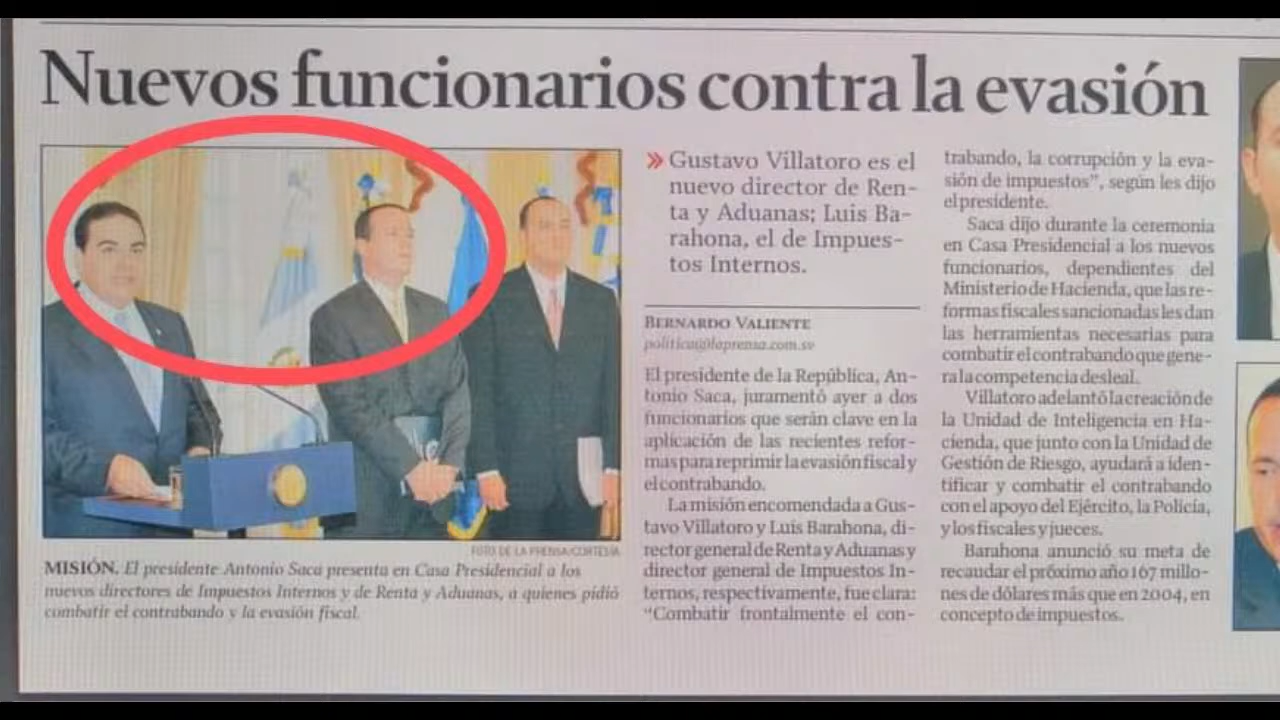 Nuevos funcionarios contra la evasión
FOTO DE LA PRENSA/CORTESÍA
MISIÓN. El presidente Antonio Saca presenta en Casa Presidencial a los
nuevos directores de Impuestos Internos y de Renta y Aduanas, a quienes pidió
combatir el contrabando y la evasión fiscal.
» Gustavo Villatoro es el
nuevo director de Ren-
ta y Aduanas; Luis Ba-
rahona, el de Impues-
tos Internos.
BERNARDO VALIENTE
politica@laprensa.com.sv
El presidente de la República, An-
tonio Saca, juramentó ayer a dos
funcionarios que serán clave en la
aplicación de las recientes refor-
mas para reprimir la evasión fiscal y
el contrabando.
La misión encomendada a Gus-
tavo Villatoro y Luis Barahona, di-
rector general de Renta y Aduanas y
director general de Impuestos In-
ternos, respectivamente, fue clara:
“Combatir frontalmente el con-
trabando, la corrupción y la eva-
sión de impuestos”, según les dijo
el presidente.
Saca dijo durante la ceremonia
en Casa Presidencial a los nuevos
funcionarios, dependientes del
Ministerio de Hacienda, que las re-
formas fiscales sancionadas les dan
las herramientas necesarias para
combatir el contrabando que gene-
ra la competencia desleal.
Villatoro adelantó la creación de
la Unidad de Inteligencia en Ha-
cienda, que junto con la Unidad de
Gestión de Riesgo, ayudará a iden-
tificar y combatir el contrabando
con el apoyo del Ejército, la Policía,
y los fiscales y jueces.
Barahona anunció su meta de
recaudar el próximo año 167 millo-
nes de dólares más que en 2004, en
concepto de impuestos.